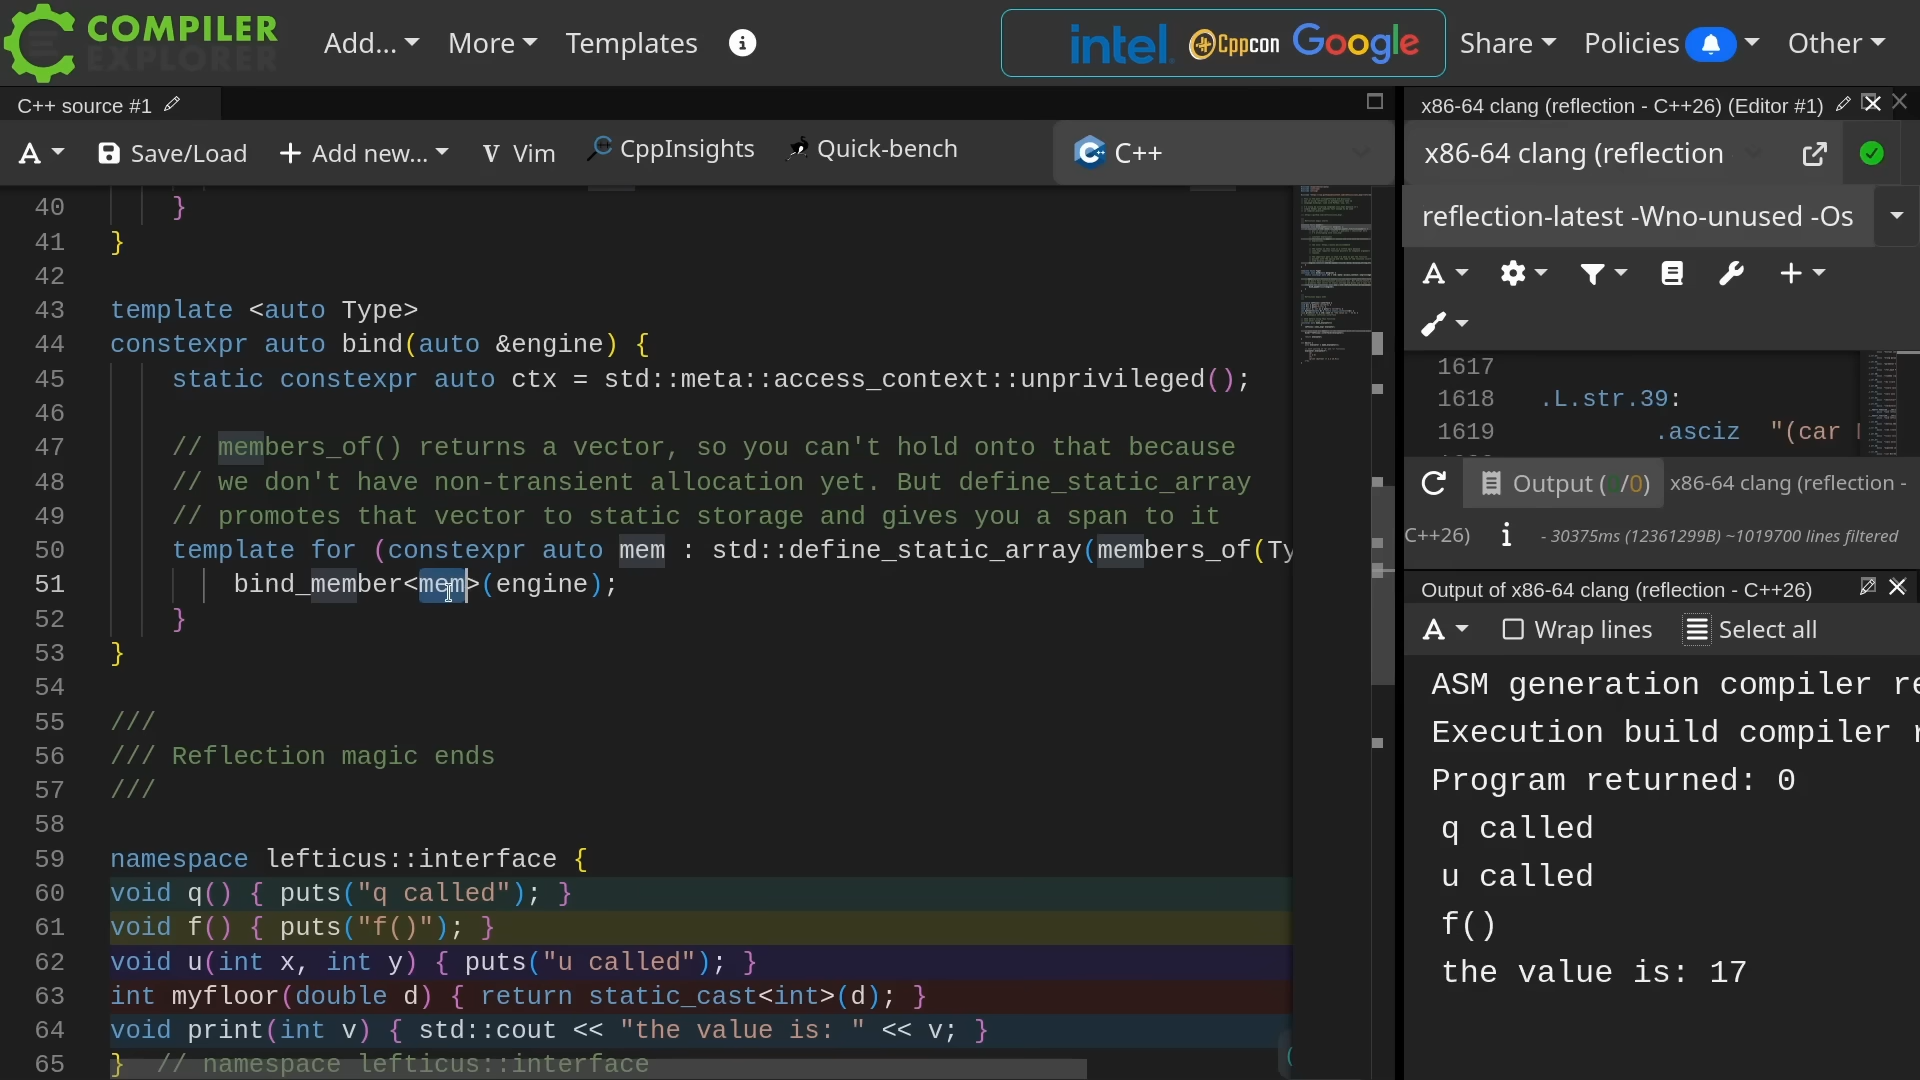 COMPILER
EXPLORER
Add...
More
Templates
intel.
Cppcon
Google
Share
Policies
Other
C++ source #1
x86-64 clang (reflection - C++26) (Editor #1)
A
Save/Load
+ Add new...
V Vim
CppInsights
Quick-bench
C++
x86-64 clang (reflection
reflection-latest -Wno-unused -Os
A
40 }
41 }
42
43 template <auto Type>
44 constexpr auto bind(auto &engine) {
45 static constexpr auto ctx = std::meta::access_context::unprivileged();
46
47 // members_of() returns a vector, so you can't hold onto that because
48 // we don't have non-transient allocation yet. But define_static_array
49 // promotes that vector to static storage and gives you a span to it
50 template for (constexpr auto mem : std::define_static_array(members_of(Ty
51 bind_member<mem>(engine);
52 }
53 }
54
55 ///
56 /// Reflection magic ends
57 ///
58
59 namespace lefticus::interface {
60 void q() { puts("q called"); }
61 void f() { puts("f()"); }
62 void u(int x, int y) { puts("u called"); }
63 int myfloor(double d) { return static_cast<int>(d); }
64 void print(int v) { std::cout << "the value is: " << v; }
65 } // namespace lefticus::interface
1617
1618 .L.str.39:
1619 .asciz "(car
Output (0/0) x86-64 clang (reflection -
C++26) i - 30375ms (12361299B) ~1019700 lines filtered
Output of x86-64 clang (reflection - C++26)
A Wrap lines Select all
ASM generation compiler re
Execution build compiler r
Program returned: 0
q called
u called
f()
the value is: 17